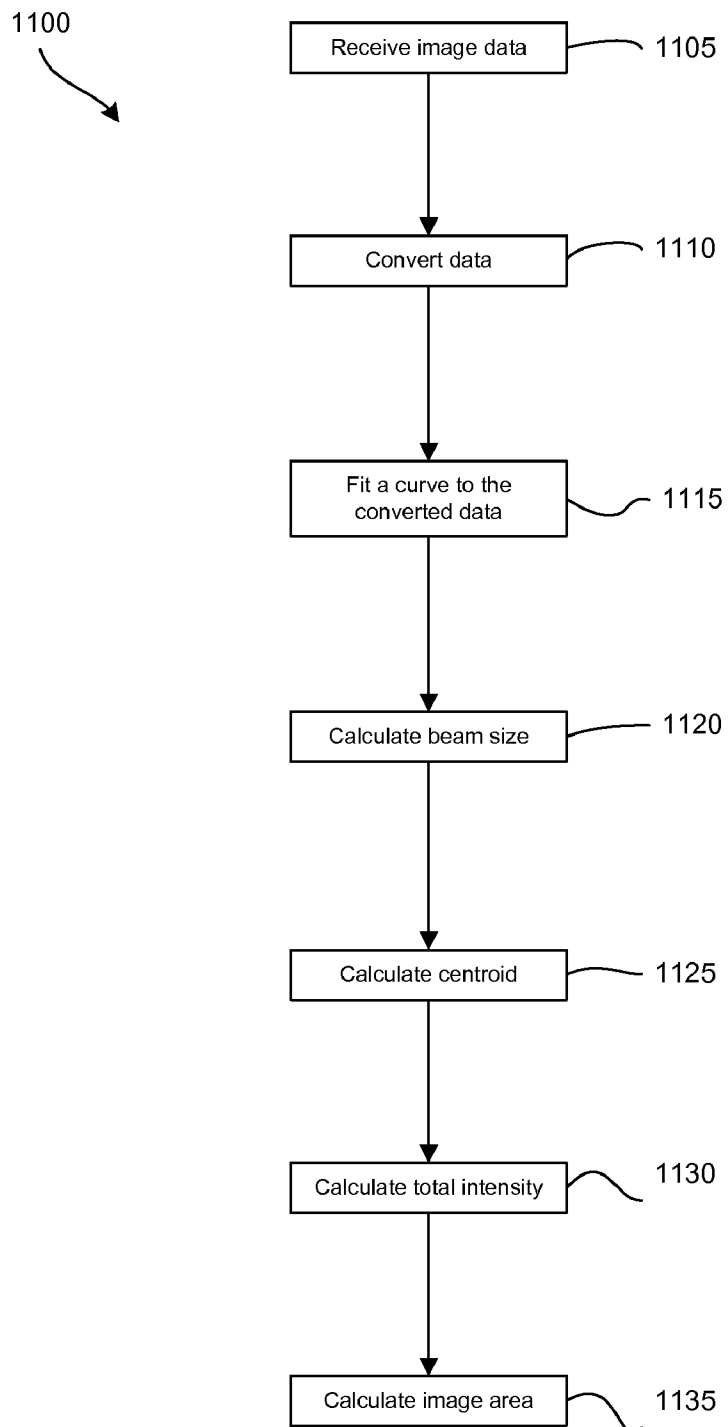 1100
Receive image data
1105
Convert data
1110
Fit a curve to the
converted data
1115
Calculate beam size
1120
Calculate centroid
1125
Calculate total intensity
1130
Calculate image area
1135